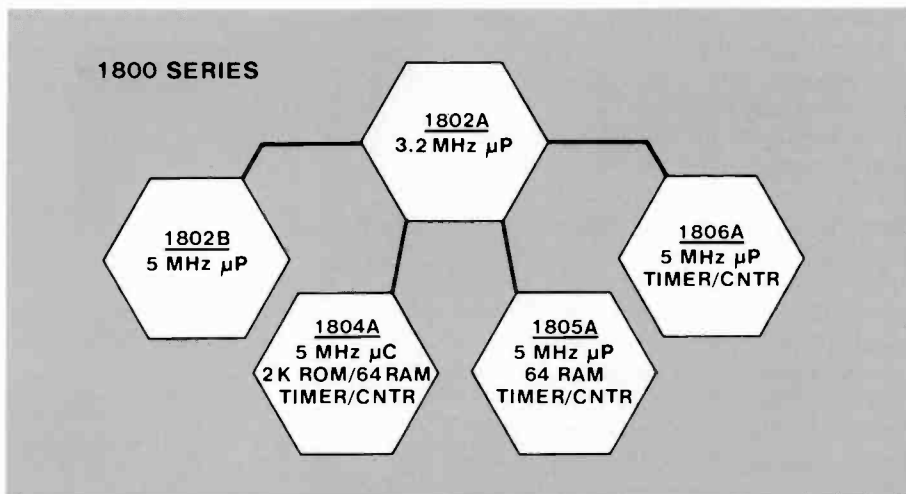 1800 SERIES
1802A
3.2 MHz µP
1802B
5 MHz µP
1806A
5 MHz µP
TIMER/CNTR
1804A
5 MHz µC
2K ROM/64 RAM
TIMER/CNTR
1805A
5 MHz µP
64 RAM
TIMER/CNTR